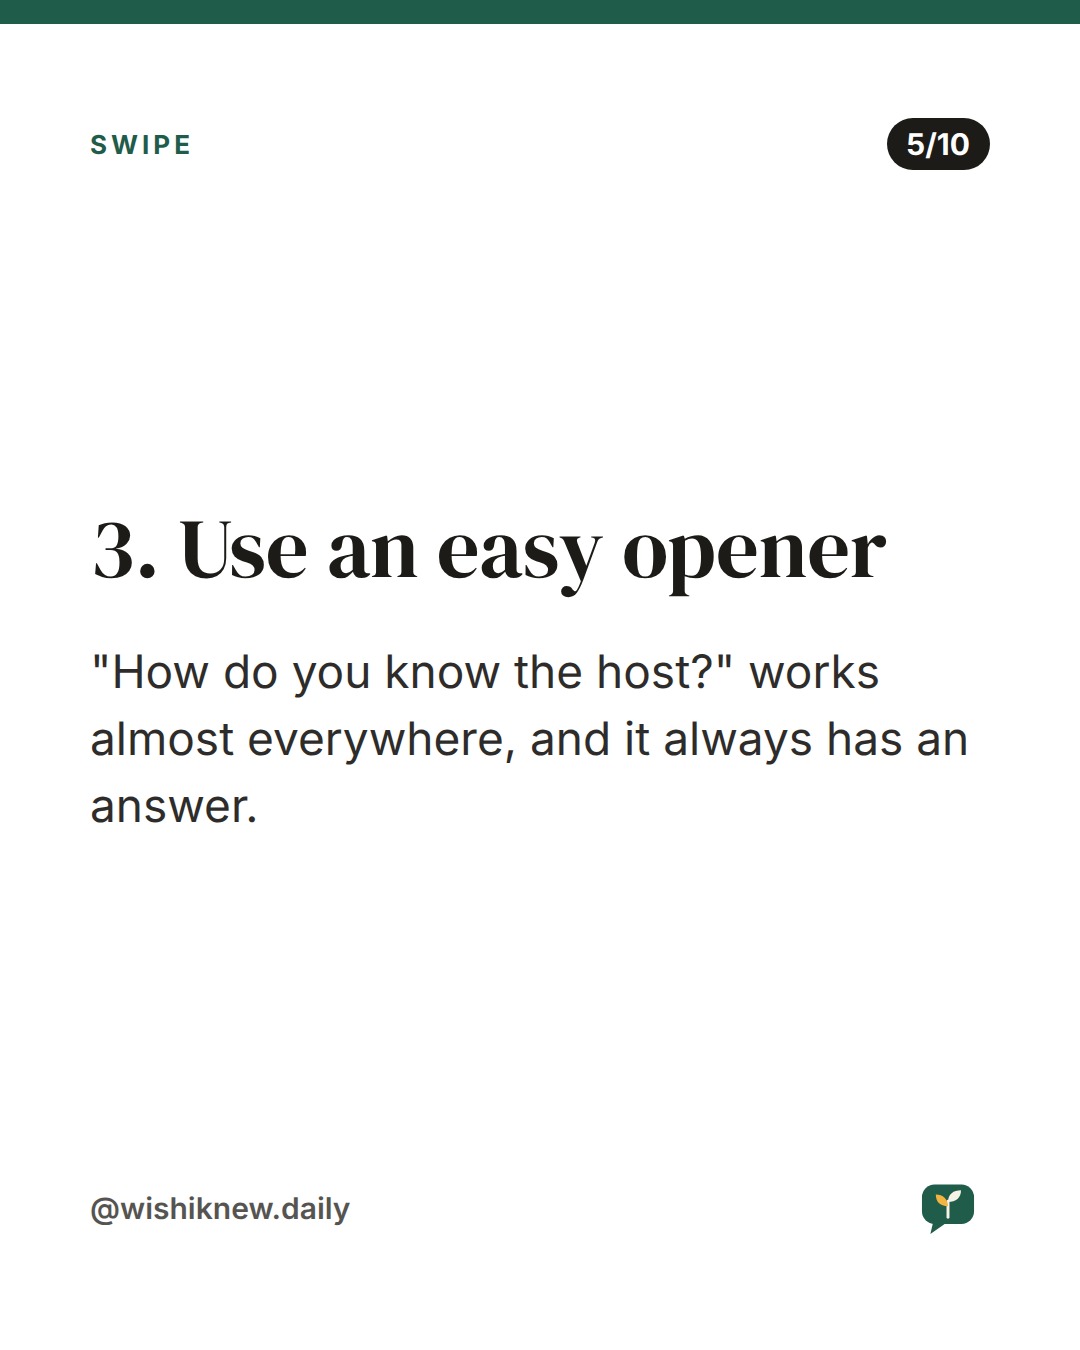 SWIPE
5/10
3. Use an easy opener
"How do you know the host?" works
almost everywhere, and it always has an
answer.
@wishiknew.daily